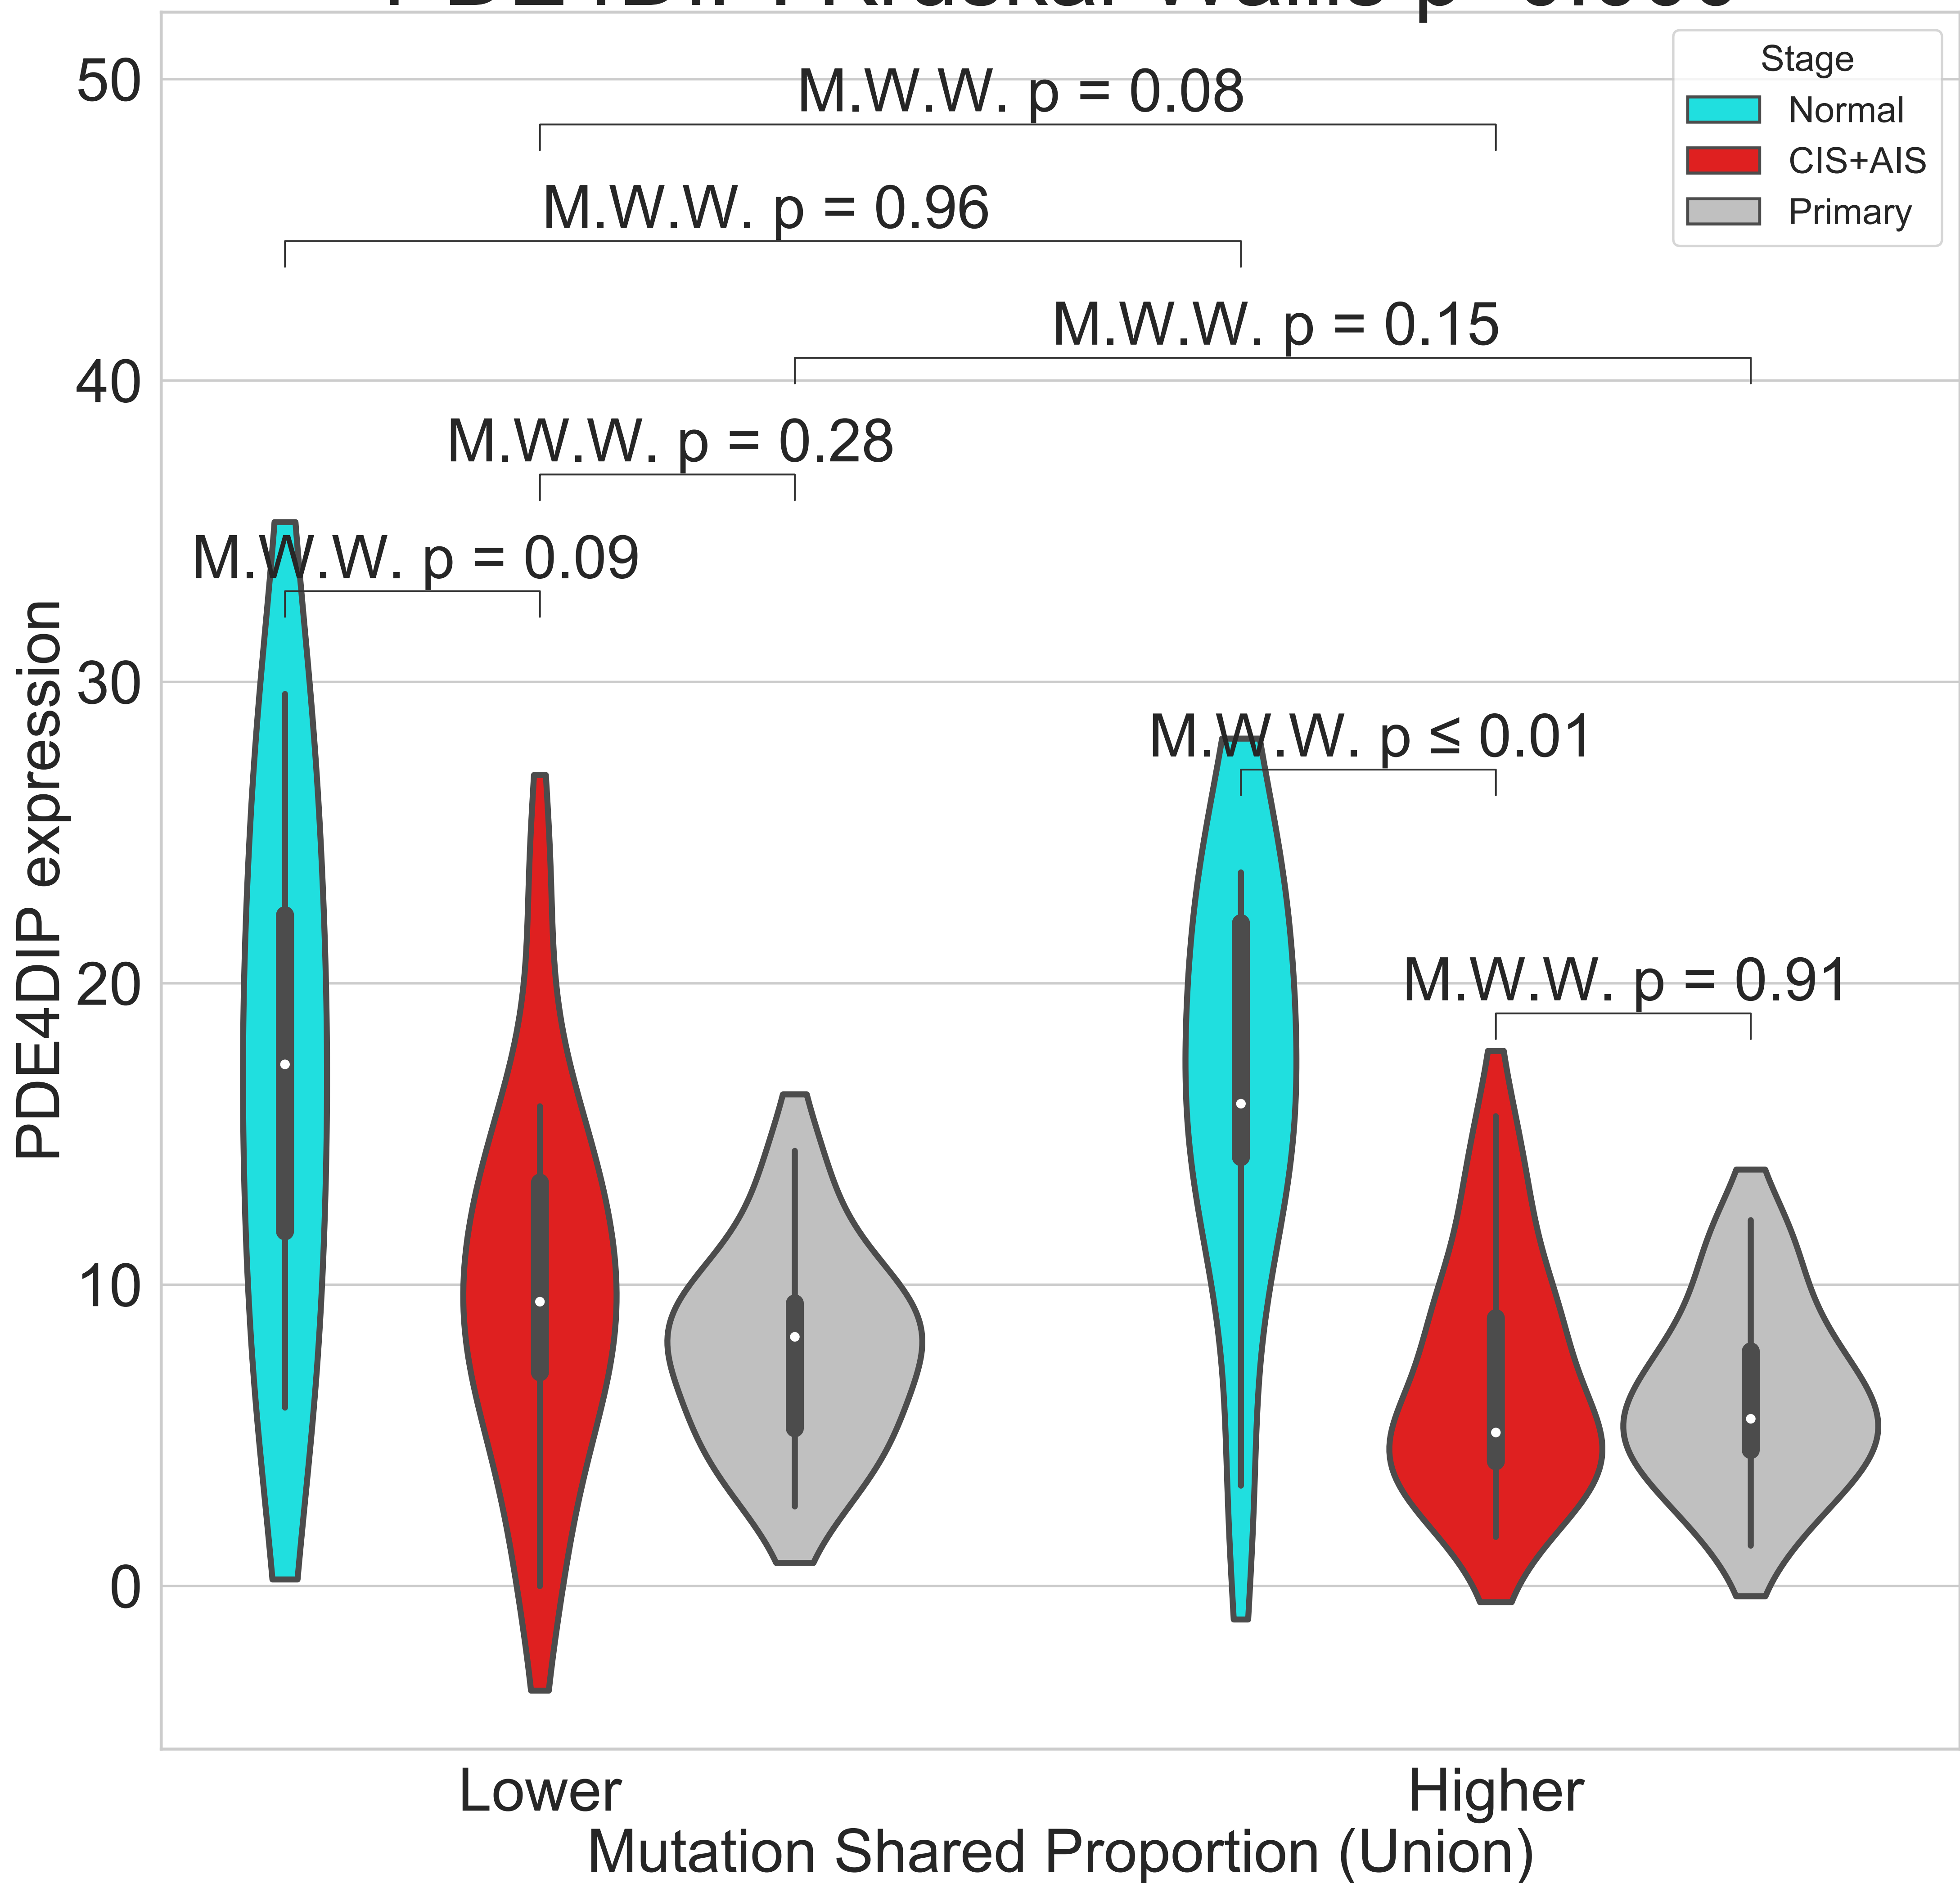 50
40
30
20
10
0
PDE4DIP expression
M.W.W. p = 0.08
M.W.W. p = 0.96
M.W.W. p = 0.15
M.W.W. p = 0.28
M.W.W. p = 0.09
M.W.W. p ≤ 0.01
M.W.W. p = 0.91
Stage
Normal
CIS+AIS
Primary
Lower
Higher
Mutation Shared Proportion (Union)